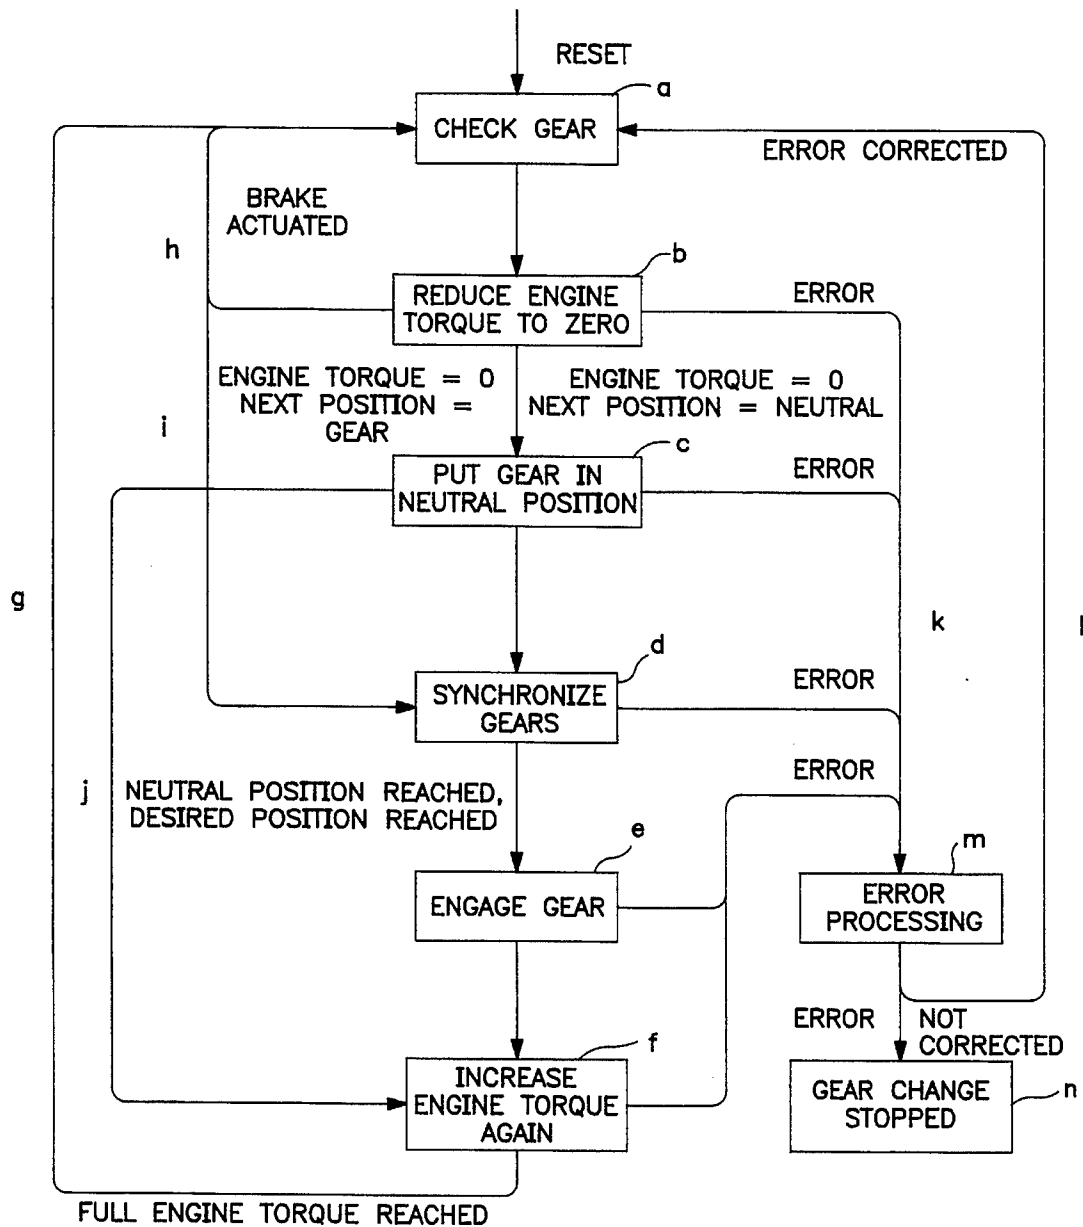 RESET
a
CHECK GEAR
ERROR CORRECTED
BRAKE
ACTUATED
h
b
REDUCE ENGINE
TORQUE TO ZERO
ERROR
ENGINE TORQUE = 0
NEXT POSITION =
GEAR
ENGINE TORQUE = 0
NEXT POSITION = NEUTRAL
i
c
PUT GEAR IN
NEUTRAL POSITION
ERROR
g
k
l
d
SYNCHRONIZE
GEARS
ERROR
j
NEUTRAL POSITION REACHED,
DESIRED POSITION REACHED
ERROR
e
ENGAGE GEAR
m
ERROR
PROCESSING
ERROR
NOT
CORRECTED
f
INCREASE
ENGINE TORQUE
AGAIN
GEAR CHANGE
STOPPED
n
FULL ENGINE TORQUE REACHED